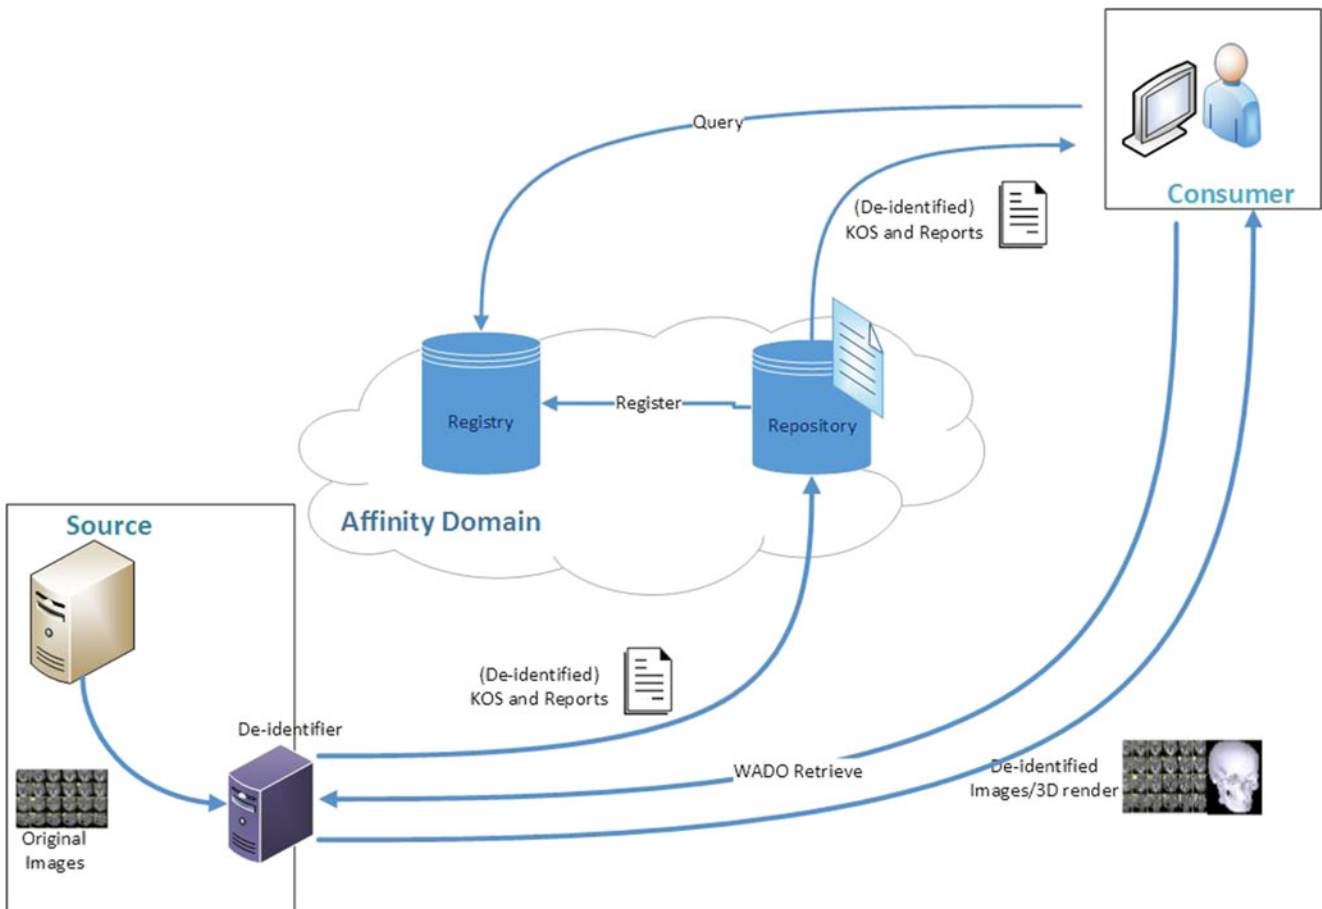 Query
(De-identified)
KOS and Reports
Consumer
Registry
Register
Repository
Affinity Domain
Source
(De-identified)
KOS and Reports
De-identifier
WADO Retrieve
De-identified
Images/3D render
Original
Images